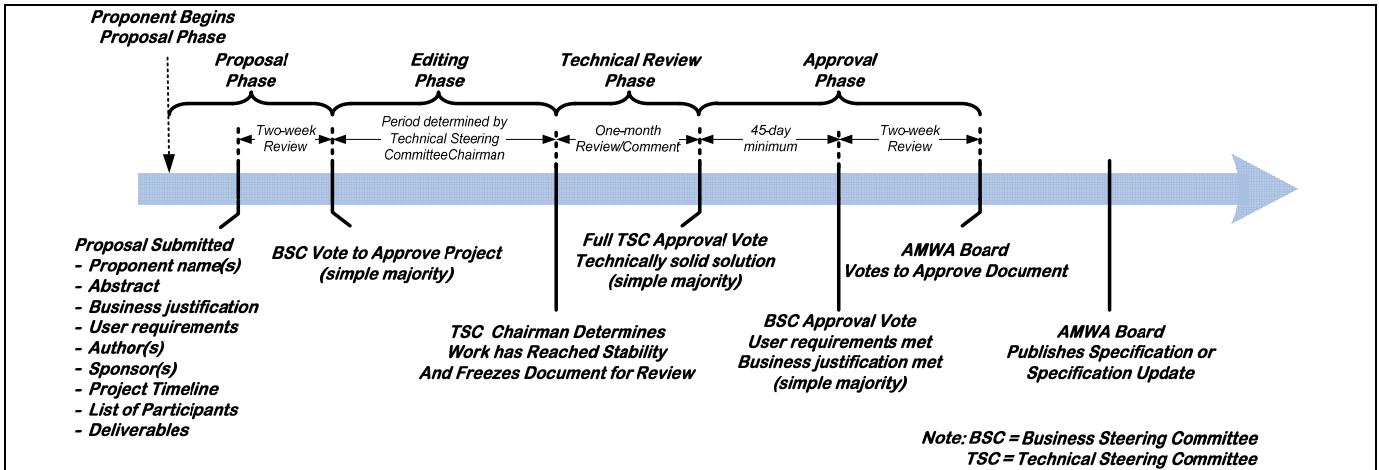 Proponent Begins
Proposal Phase
Proposal
Phase
Editing
Phase
Technical Review
Phase
Approval
Phase
Two-week
Review
Period determined by
Technical Steering
CommitteeChairman
One-month
Review/Comment
45-day
minimum
Two-week
Review
Proposal Submitted
- Proponent name(s)
- Abstract
- Business justification
- User requirements
- Author(s)
- Sponsor(s)
- Project Timeline
- List of Participants
- Deliverables
BSC Vote to Approve Project
(simple majority)
TSC Chairman Determines
Work has Reached Stability
And Freezes Document for Review
Full TSC Approval Vote
Technically solid solution
(simple majority)
BSC Approval Vote
User requirements met
Business justification met
(simple majority)
AMWA Board
Votes to Approve Document
AMWA Board
Publishes Specification or
Specification Update
Note: BSC = Business Steering Committee
TSC = Technical Steering Committee